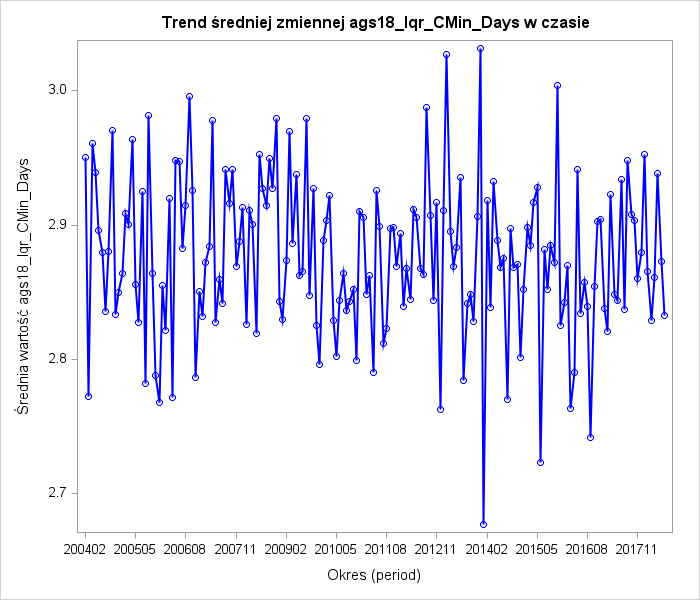 Trend średniej zmiennej ags18_Iqr_CMin_Days w czasie
Średnia wartość ags18_Iqr_CMin_Days
3.0
2.9
2.8
2.7
200402 200505 200608 200711 200902 201005 201108 201211 201402 201505 201608 201711
Okres (period)